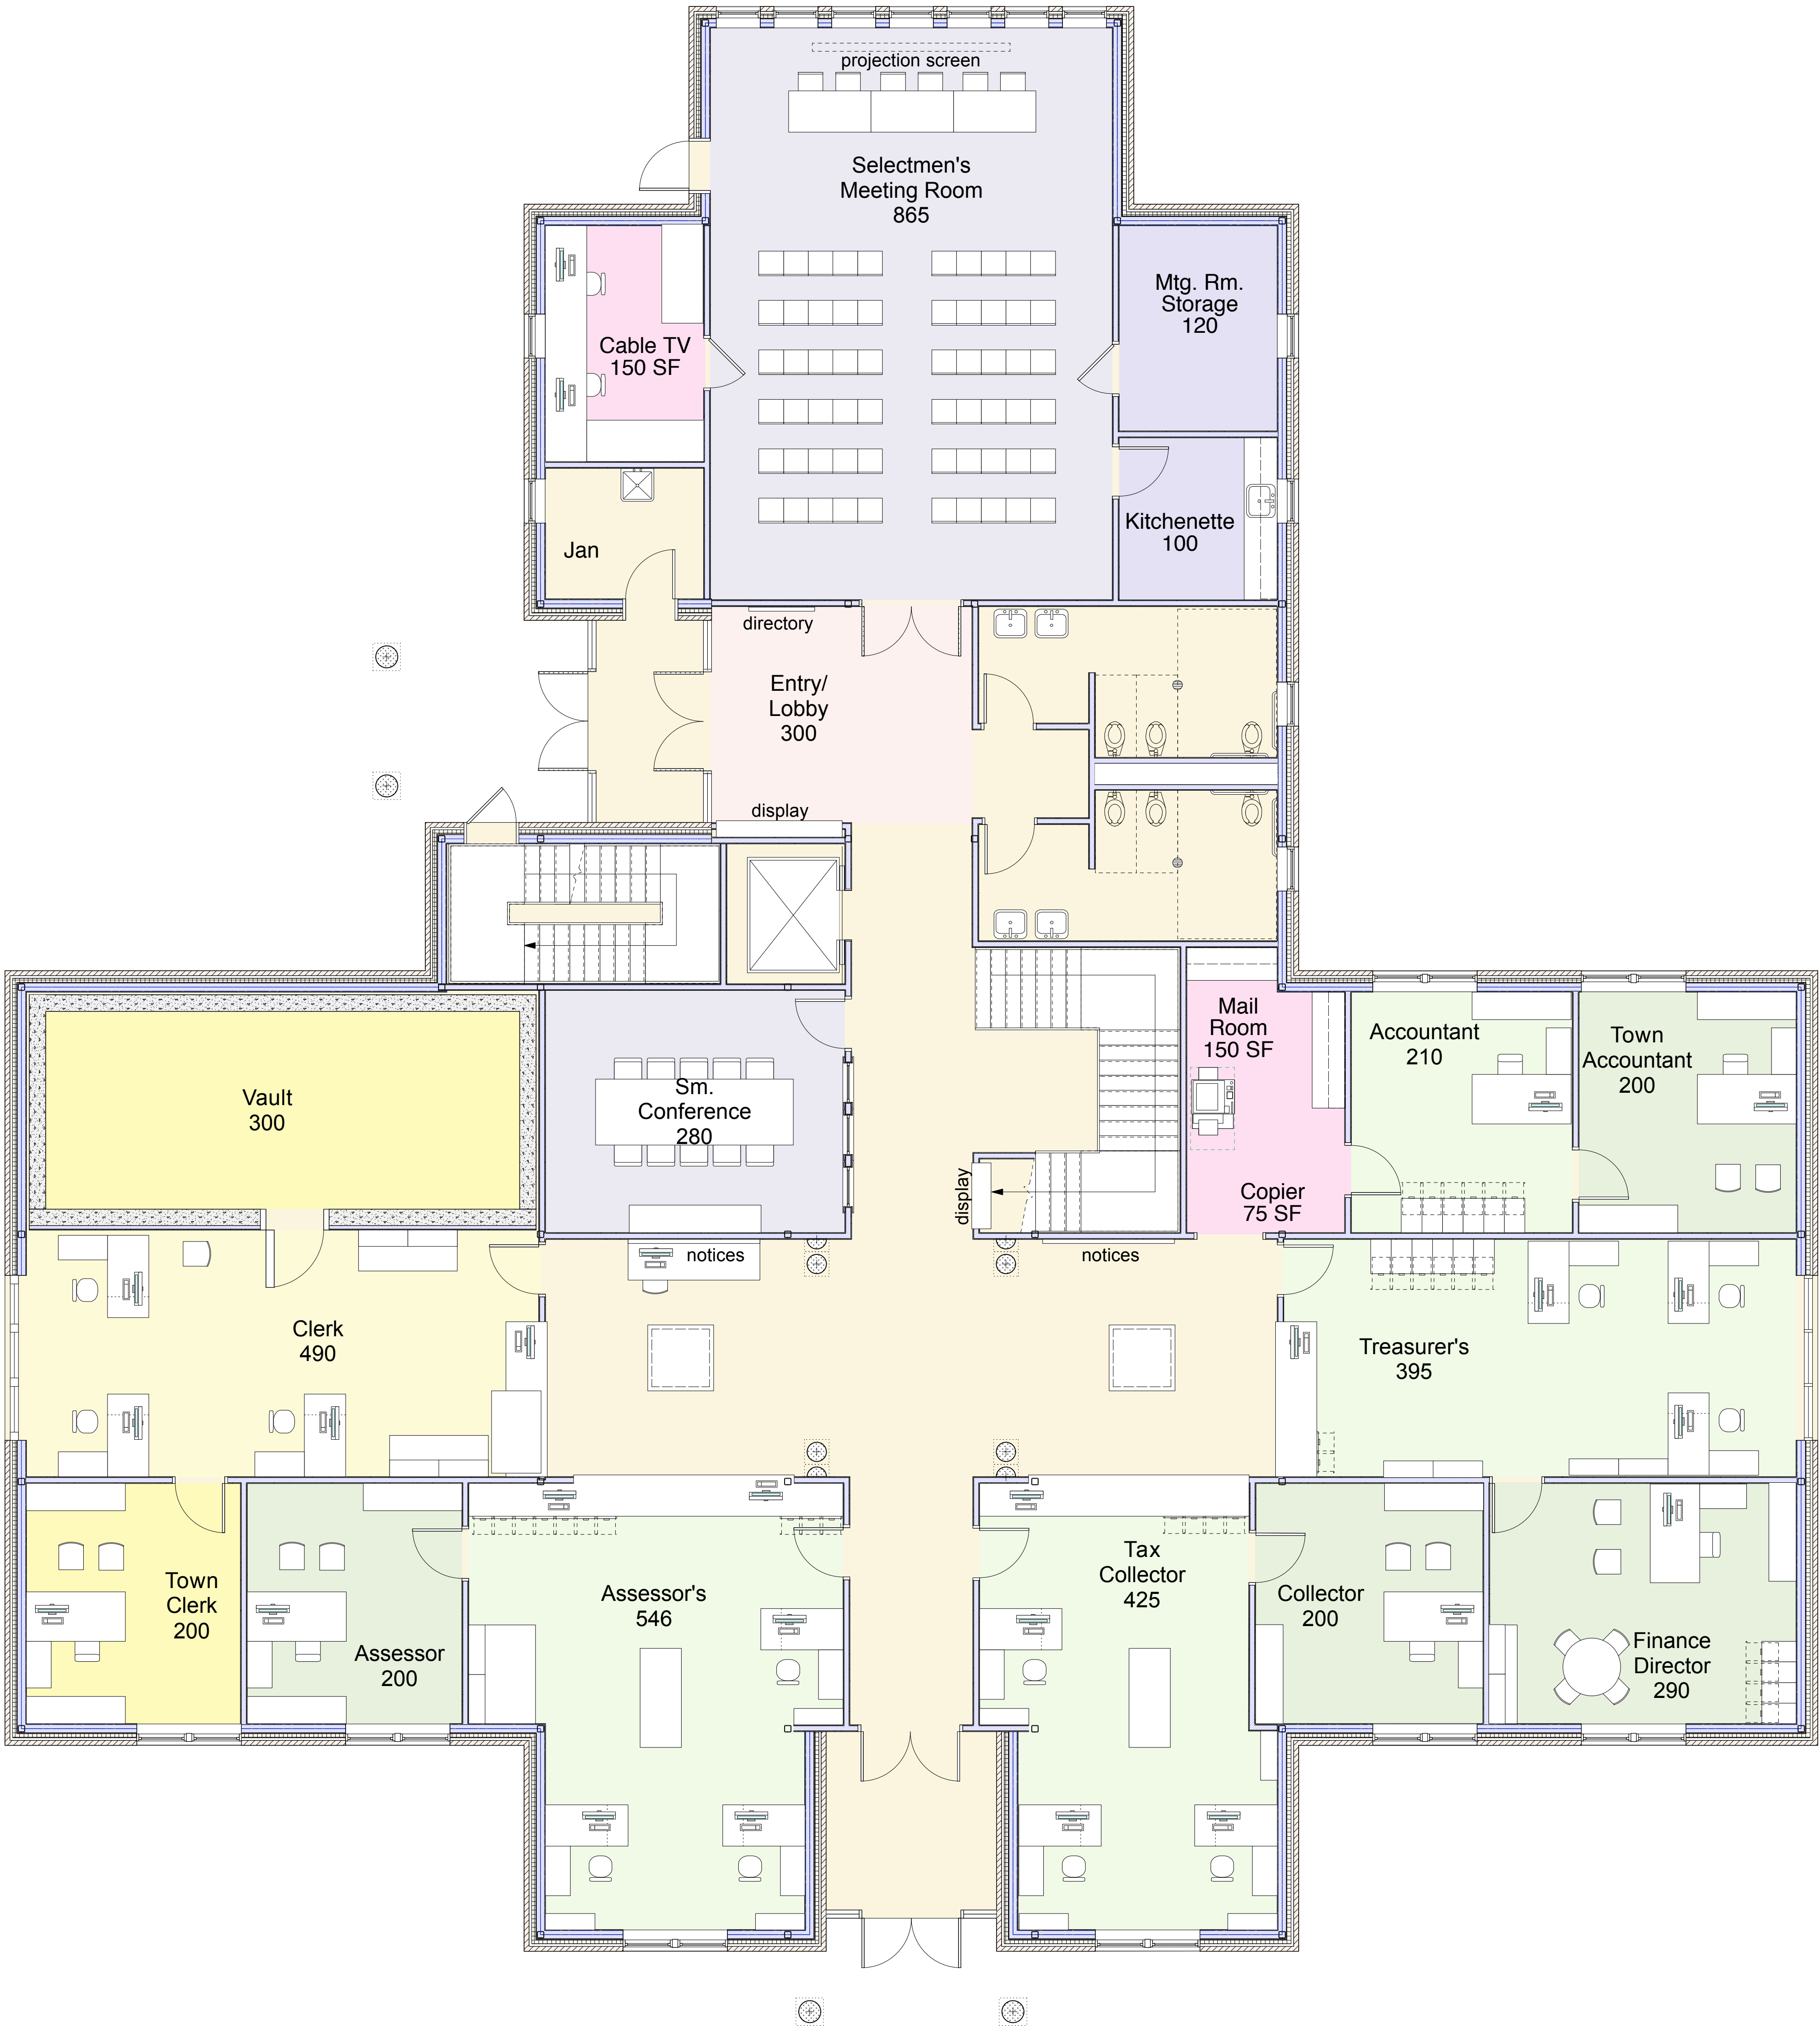 projection screen
Selectmen's
Meeting Room
865
Mtg. Rm.
Storage
120
Cable TV
150 SF
Kitchenette
100
Jan
directory
Entry/
Lobby
300
display
Mail
Room
150 SF
Accountant
210
Town
Accountant
200
Vault
300
Sm.
Conference
280
display
Copier
75 SF
notices
notices
Clerk
490
Treasurer's
395
Town
Clerk
200
Assessor
200
Assessor's
546
Tax
Collector
425
Collector
200
Finance
Director
290